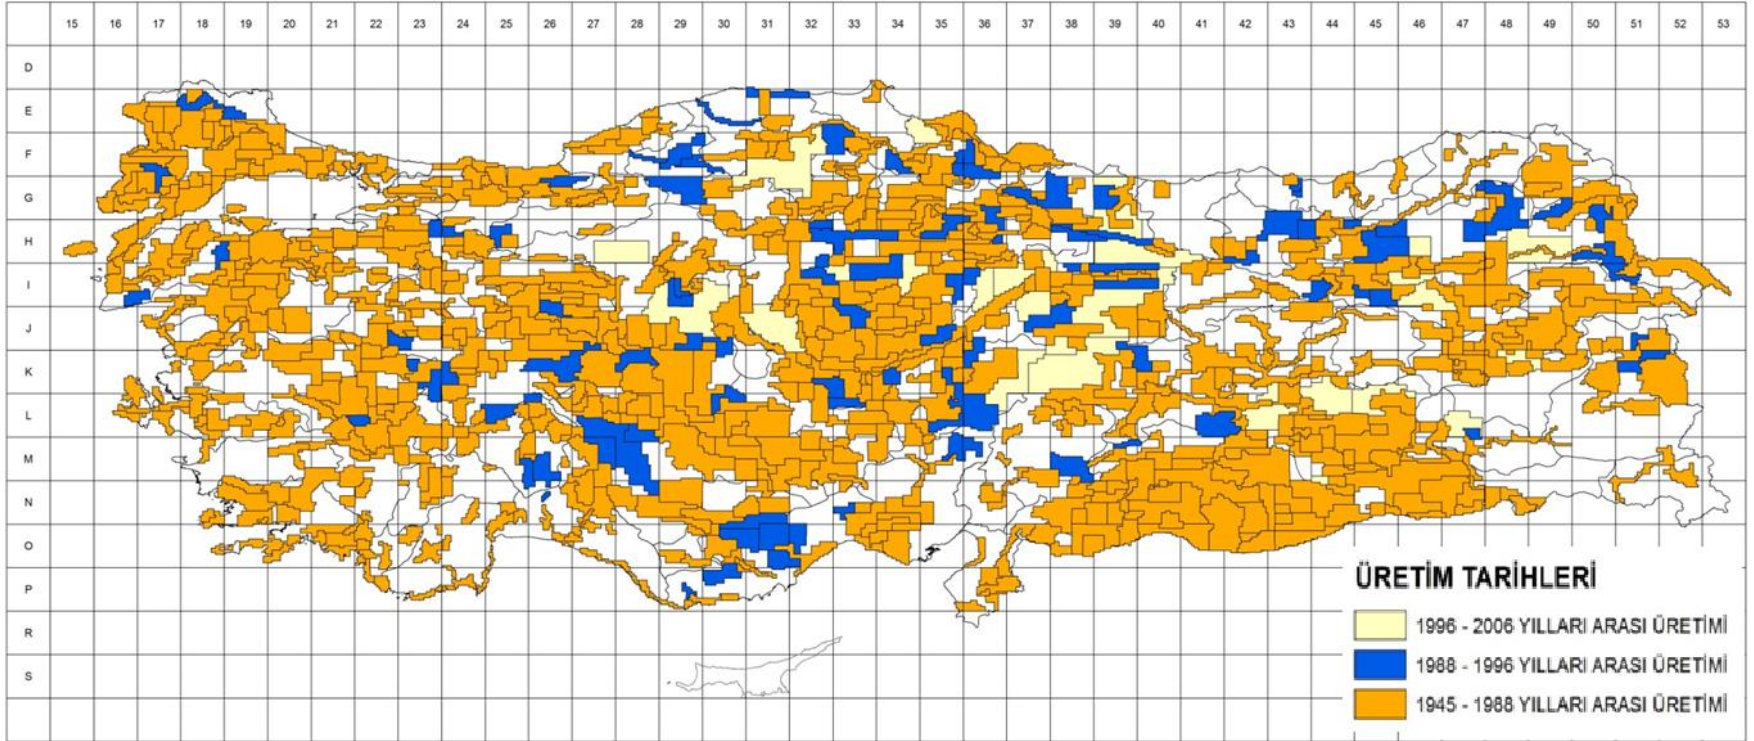 15 16 17 18 19 20 21 22 23 24 25 26 27 28 29 30 31 32 33 34 35 36 37 38 39 40 41 42 43 44 45 46 47 48 49 50 51 52 53
D
E
F
G
H
I
J
K
L
M
N
O
P
R
S
ÜRETİM TARİHLERİ
1996 - 2006 YILLARI ARASI ÜRETİMİ
1988 - 1996 YILLARI ARASI ÜRETİMİ
1945 - 1988 YILLARI ARASI ÜRETİMİ